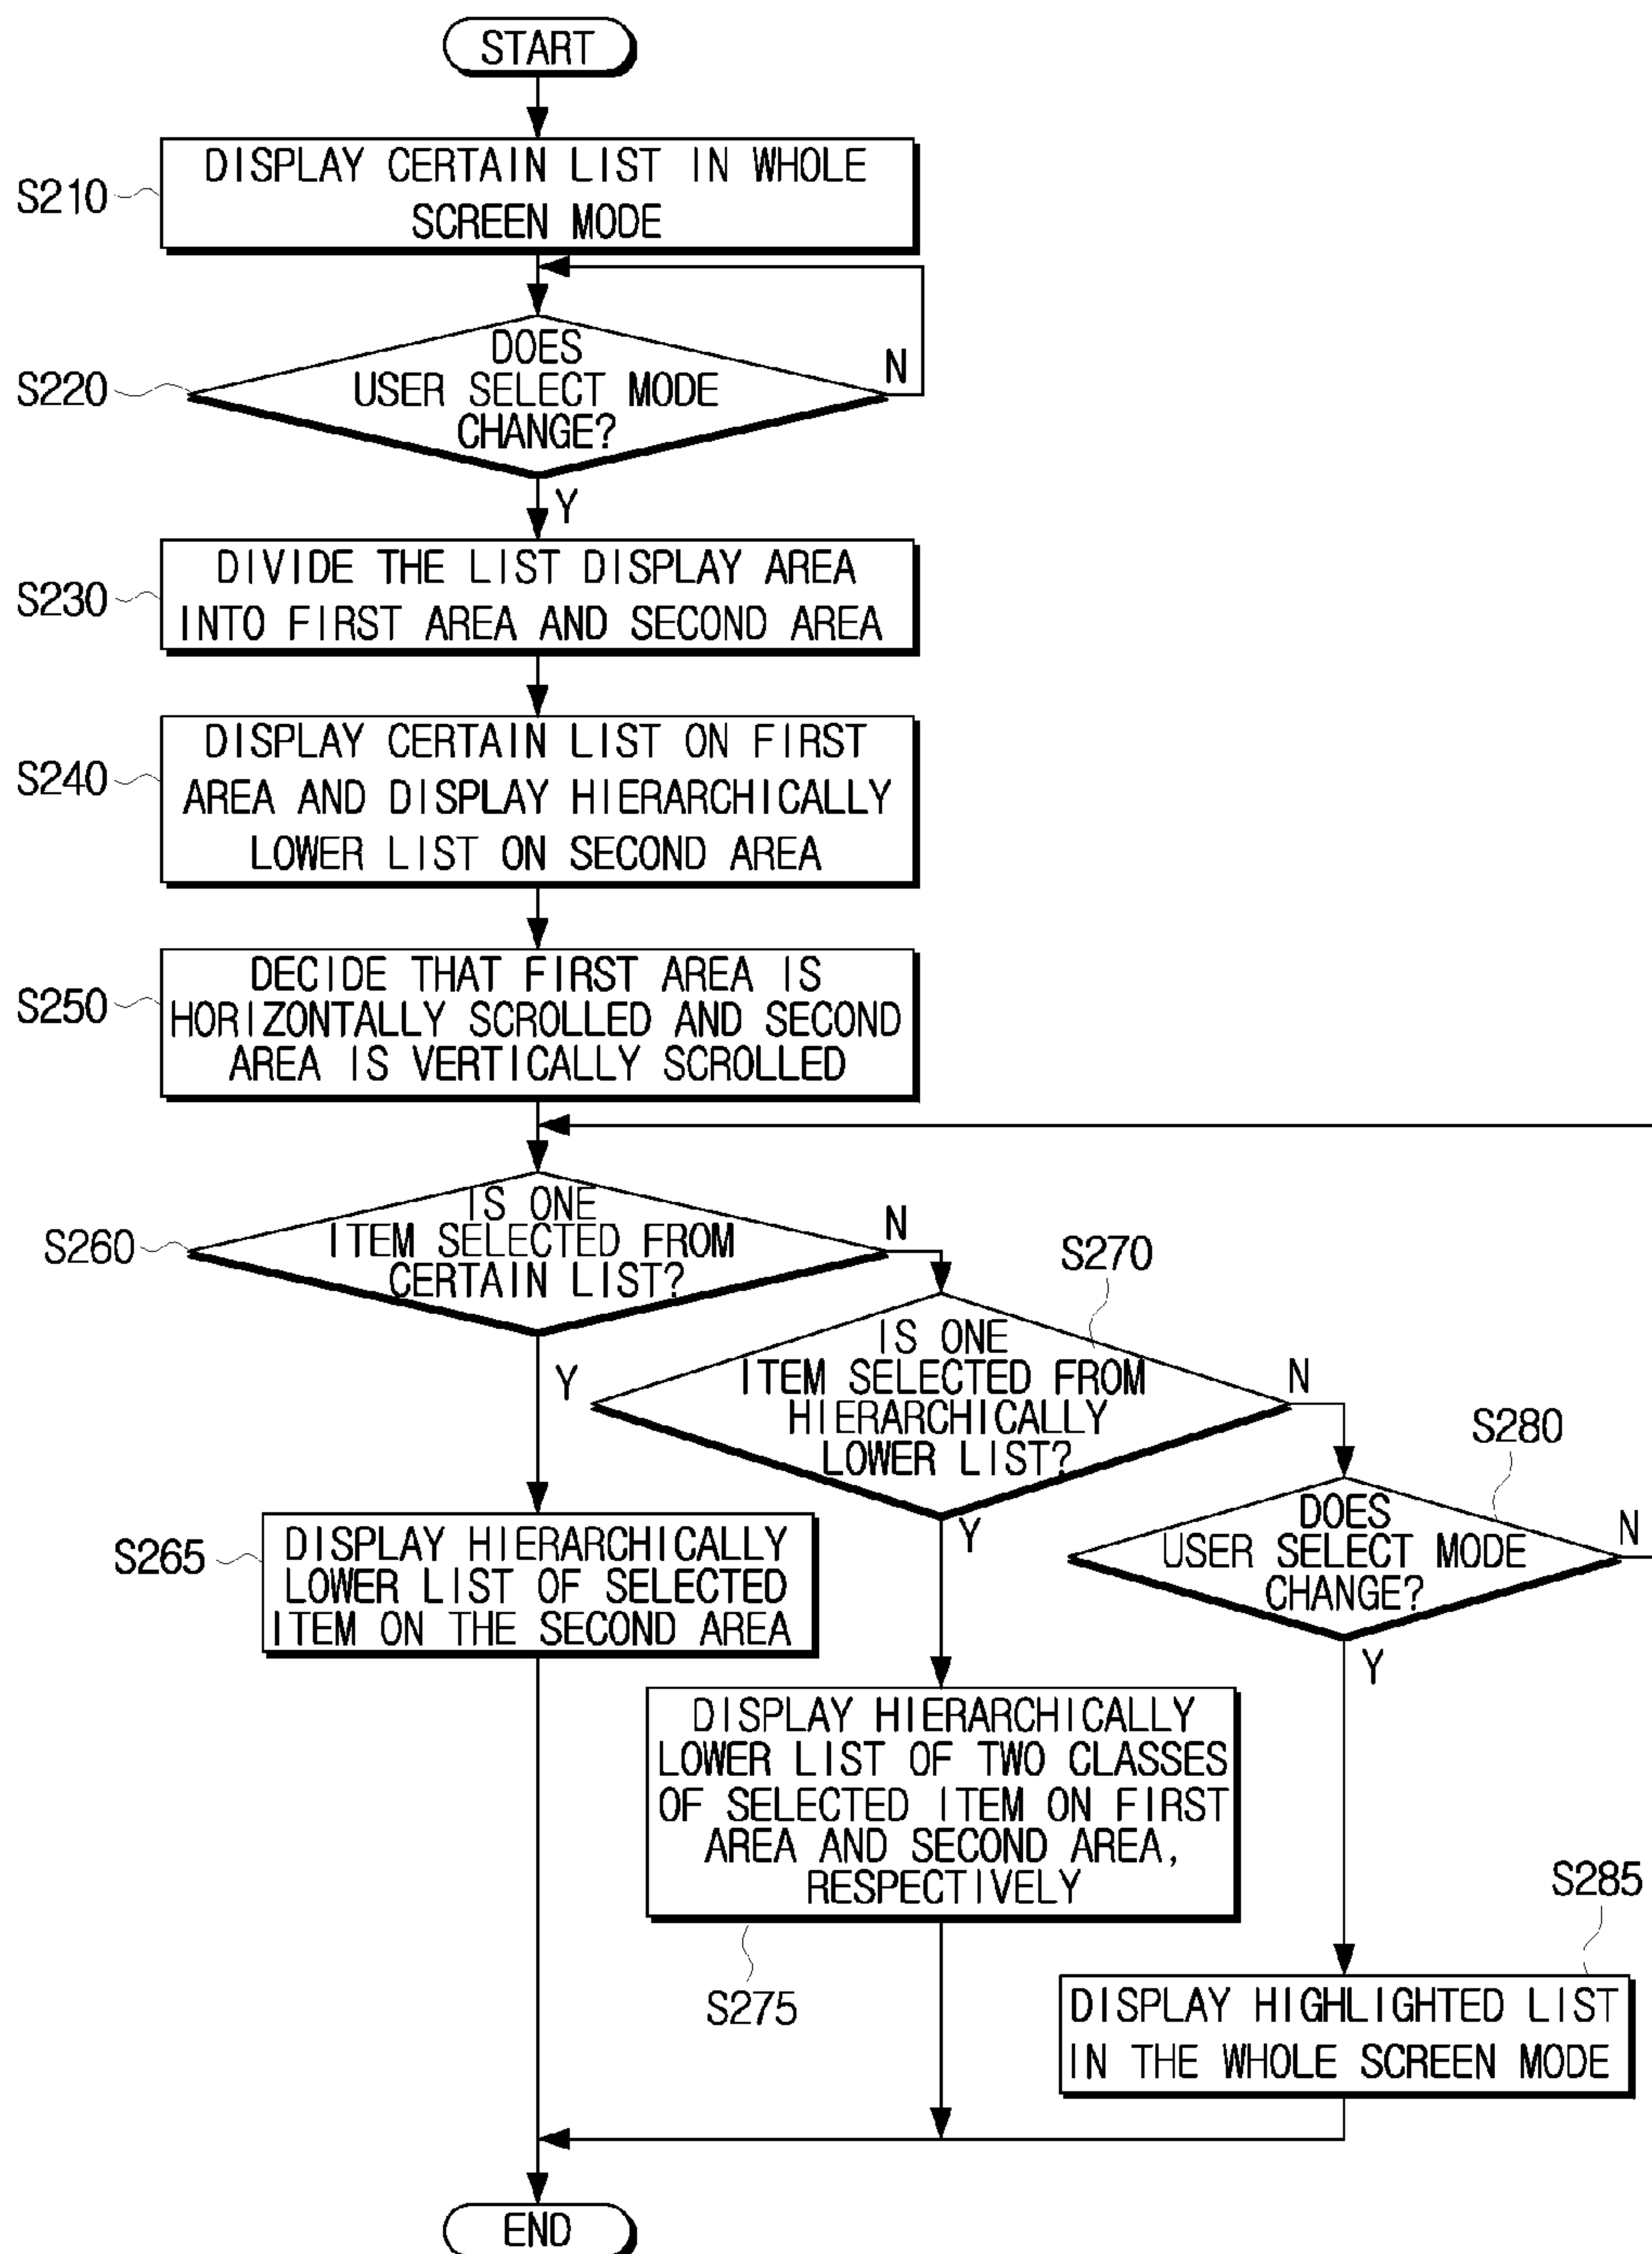 START
S210
DISPLAY CERTAIN LIST IN WHOLE
SCREEN MODE
S220
DOES
USER SELECT MODE
CHANGE?
N
Y
S230
DIVIDE THE LIST DISPLAY AREA
INTO FIRST AREA AND SECOND AREA
S240
DISPLAY CERTAIN LIST ON FIRST
AREA AND DISPLAY HIERARCHICALLY
LOWER LIST ON SECOND AREA
S250
DECIDE THAT FIRST AREA IS
HORIZONTALLY SCROLLED AND SECOND
AREA IS VERTICALLY SCROLLED
S260
IS ONE
ITEM SELECTED FROM
CERTAIN LIST?
N
Y
S270
IS ONE
ITEM SELECTED FROM
HIERARCHICALLY
LOWER LIST?
N
Y
S280
DOES
USER SELECT MODE
CHANGE?
N
Y
S265
DISPLAY HIERARCHICALLY
LOWER LIST OF SELECTED
ITEM ON THE SECOND AREA
DISPLAY HIERARCHICALLY
LOWER LIST OF TWO CLASSES
OF SELECTED ITEM ON FIRST
AREA AND SECOND AREA,
RESPECTIVELY
S275
S285
DISPLAY HIGHLIGHTED LIST
IN THE WHOLE SCREEN MODE
END